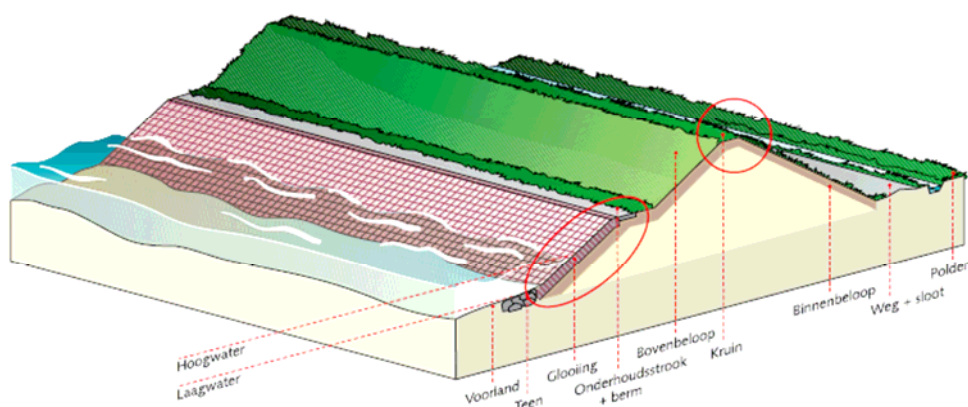 Hoogwater
Laagwater
Voorland
Teen
Glooiing
Onderhoudsstrook
+ berm
Bovenbeloop
Kruin
Binnenbeloop
Weg + sloot
Polder